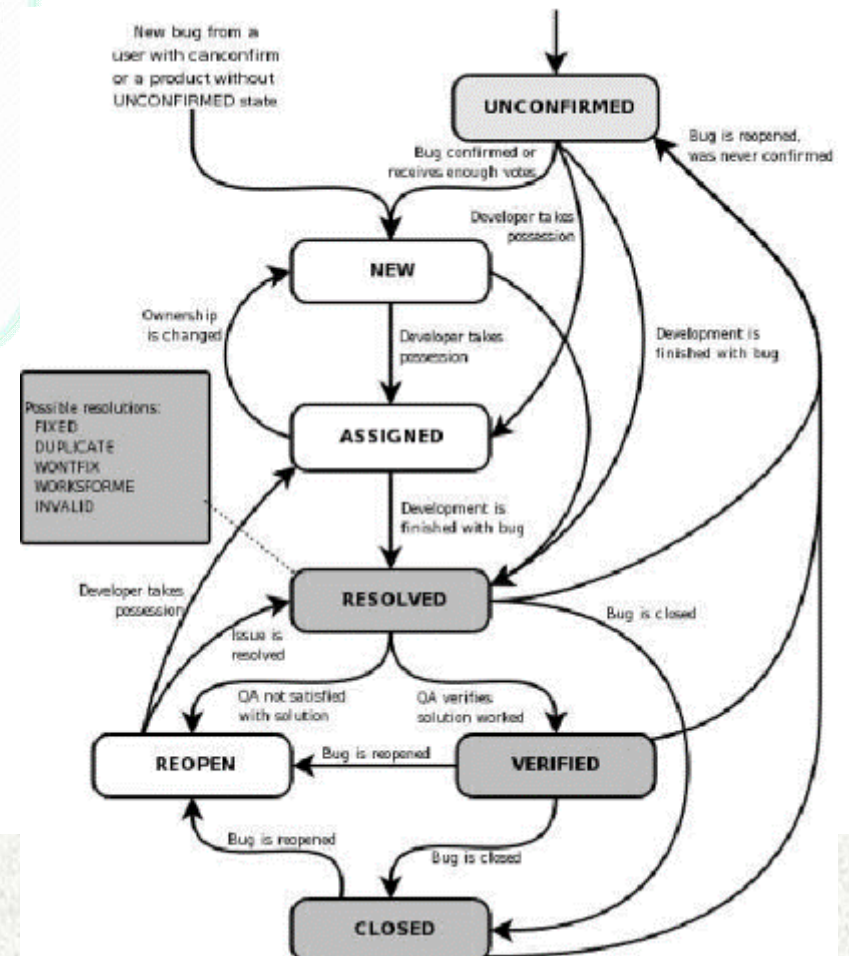 New bug from a
user with canconfirm
or a product without
UNCONFIRMED state
UNCONFIRMED
Bug is reopened,
was never confirmed
Bug confirmed or
receives enough votes
Developer takes
possession
NEW
Ownership
is changed
Developer takes
possession
Development is
finished with bug
Possible resolutions:
FIXED
DUPLICATE
WONTFIX
WORKSFORME
INVALID
ASSIGNED
Development is
finished with bug
Developer takes
possession
RESOLVED
Bug is closed
Issue is
resolved
QA not satisfied
with solution
QA verifies
solution worked
REOPEN
Bug is reopened
VERIFIED
Bug is reopened
Bug is closed
CLOSED